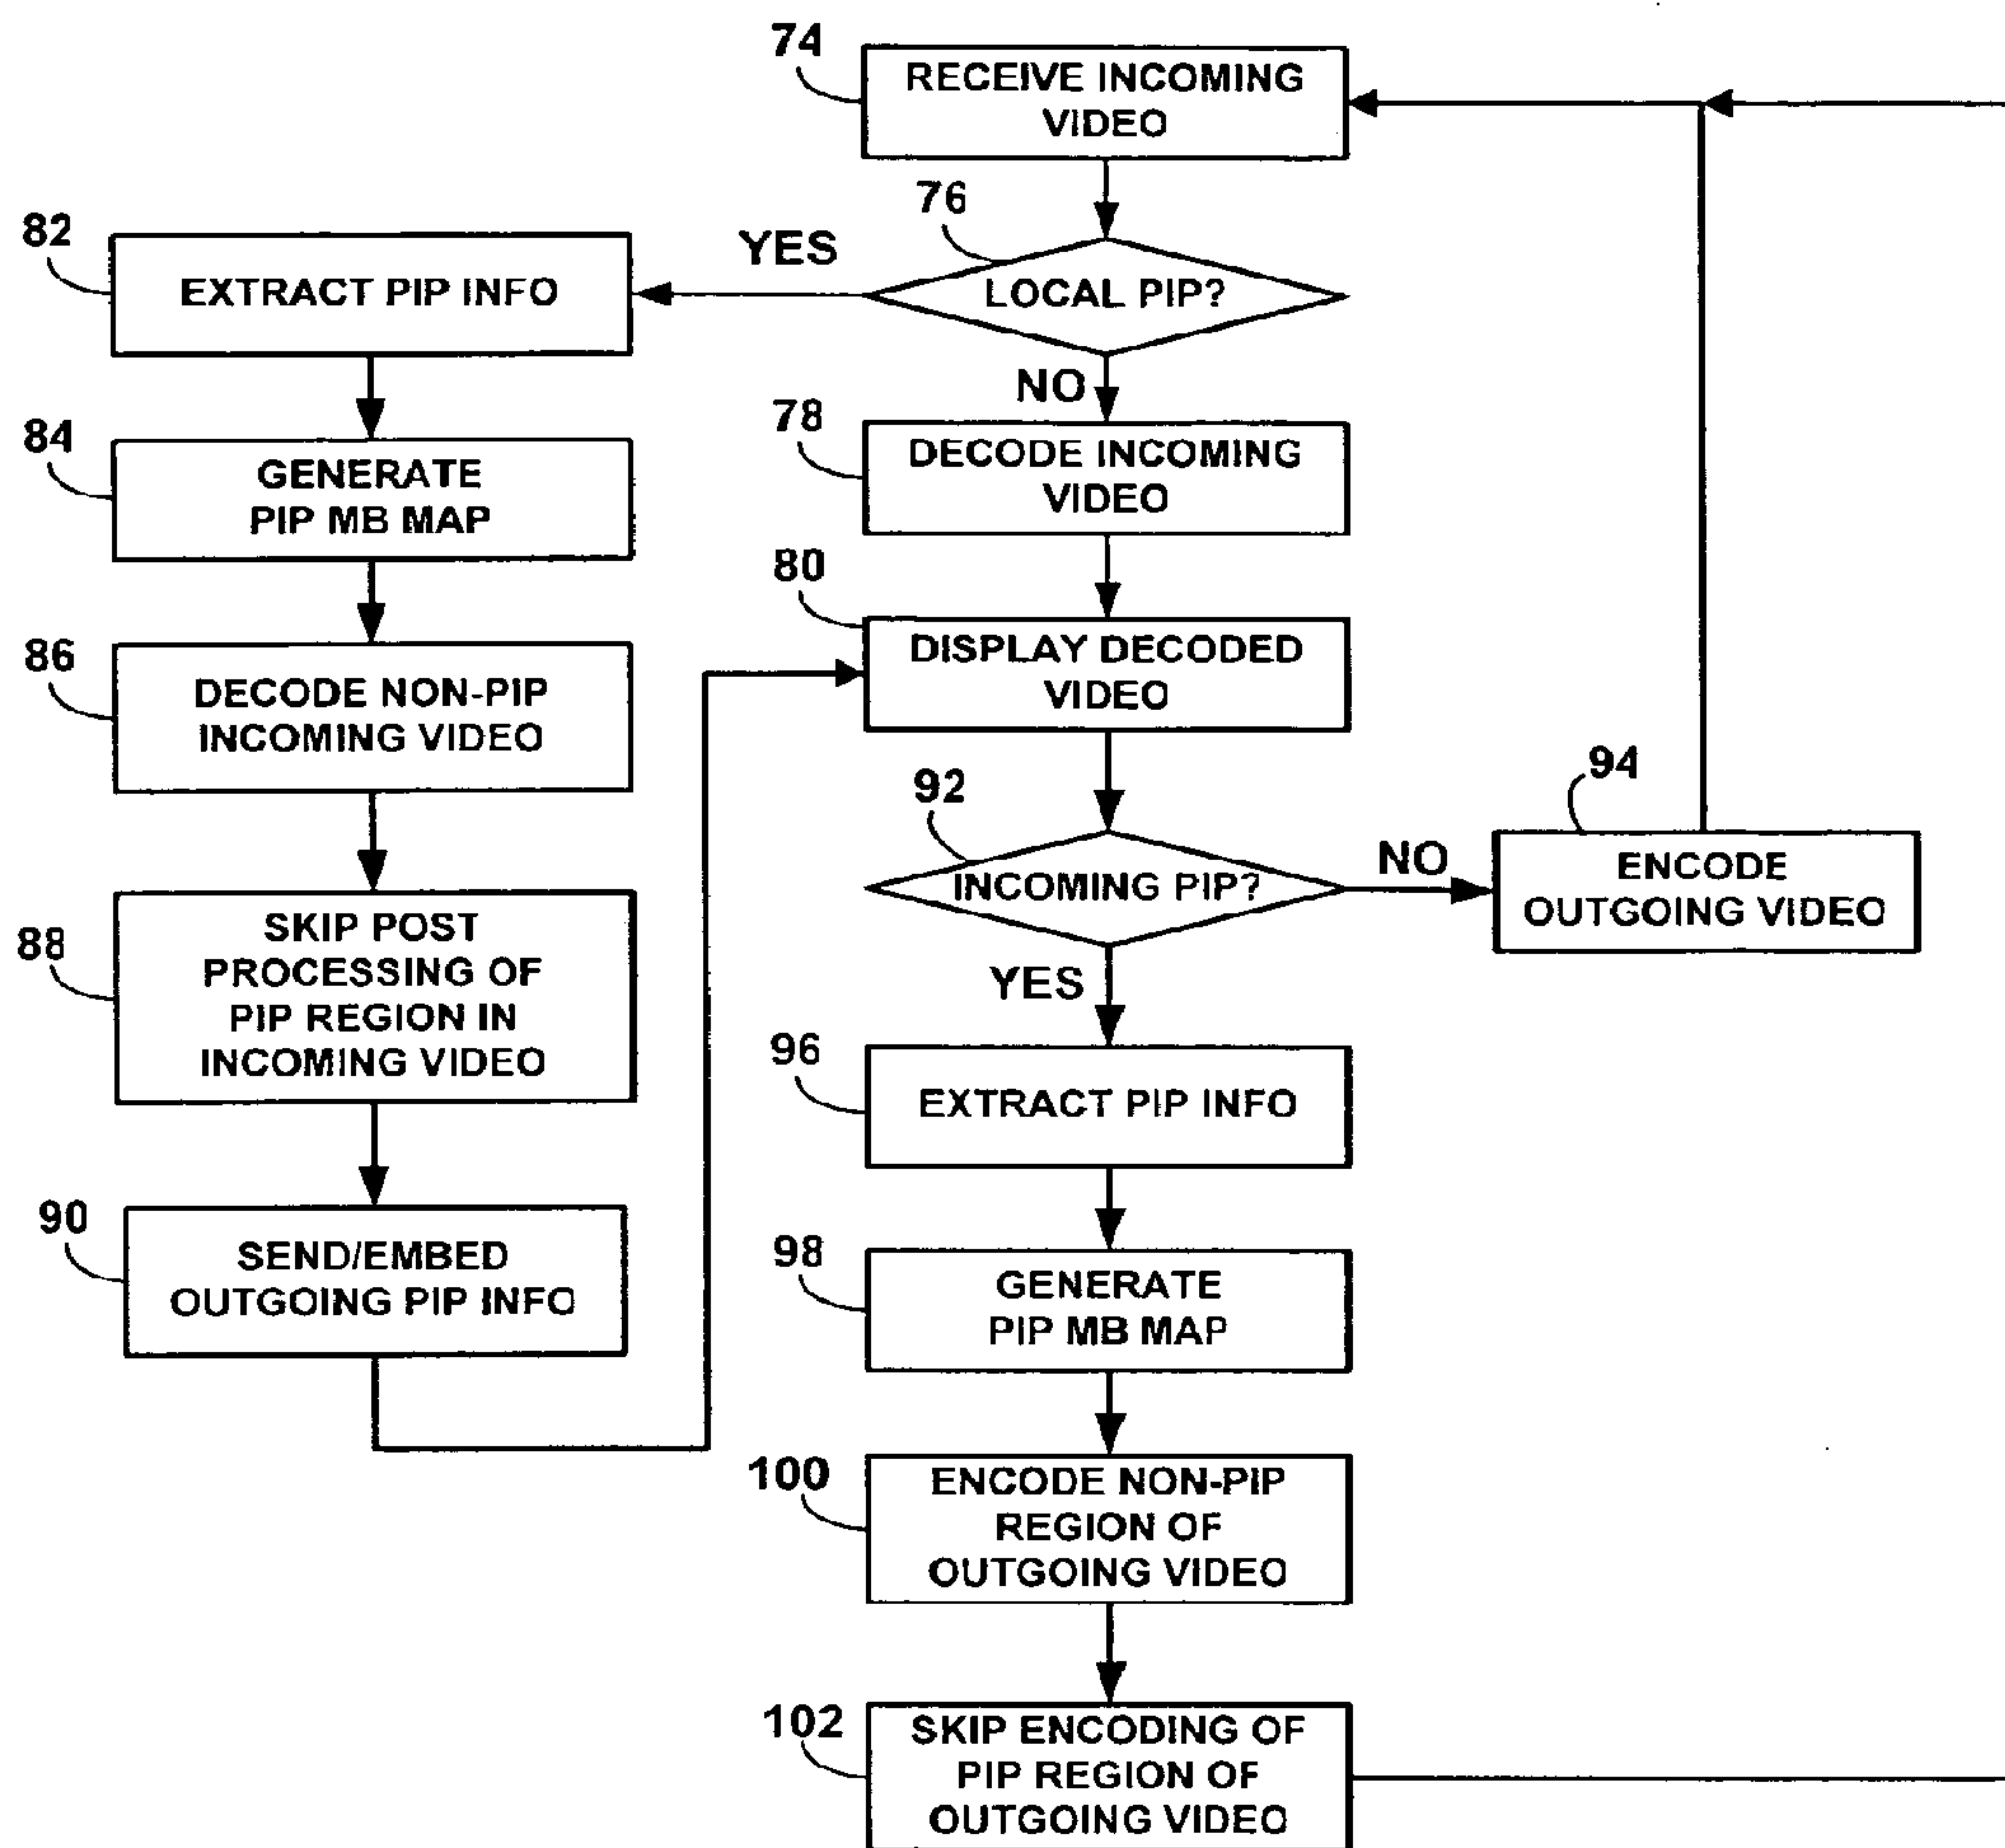 74
RECEIVE INCOMING
VIDEO
76
LOCAL PIP?
YES
NO
82
EXTRACT PIP INFO
84
GENERATE
PIP MB MAP
86
DECODE NON-PIP
INCOMING VIDEO
88
SKIP POST
PROCESSING OF
PIP REGION IN
INCOMING VIDEO
90
SEND/EMBED
OUTGOING PIP INFO
78
DECODE INCOMING
VIDEO
80
DISPLAY DECODED
VIDEO
92
INCOMING PIP?
NO
94
ENCODE
OUTGOING VIDEO
YES
96
EXTRACT PIP INFO
98
GENERATE
PIP MB MAP
100
ENCODE NON-PIP
REGION OF
OUTGOING VIDEO
102
SKIP ENCODING OF
PIP REGION OF
OUTGOING VIDEO